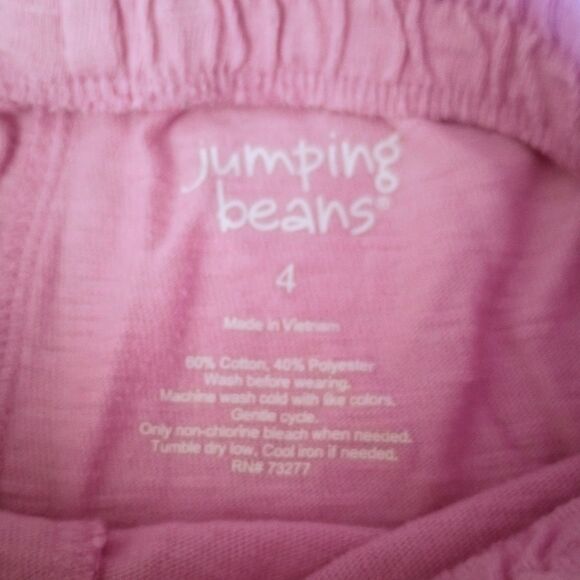 jumping
beans®
4
Made in Vietnam
60% Cotton, 40% Polyester
Wash before wearing.
Machine wash cold with like colors.
Gentle cycle.
Only non-chlorine bleach when needed.
Tumble dry low, Cool iron if needed.
RN# 73277